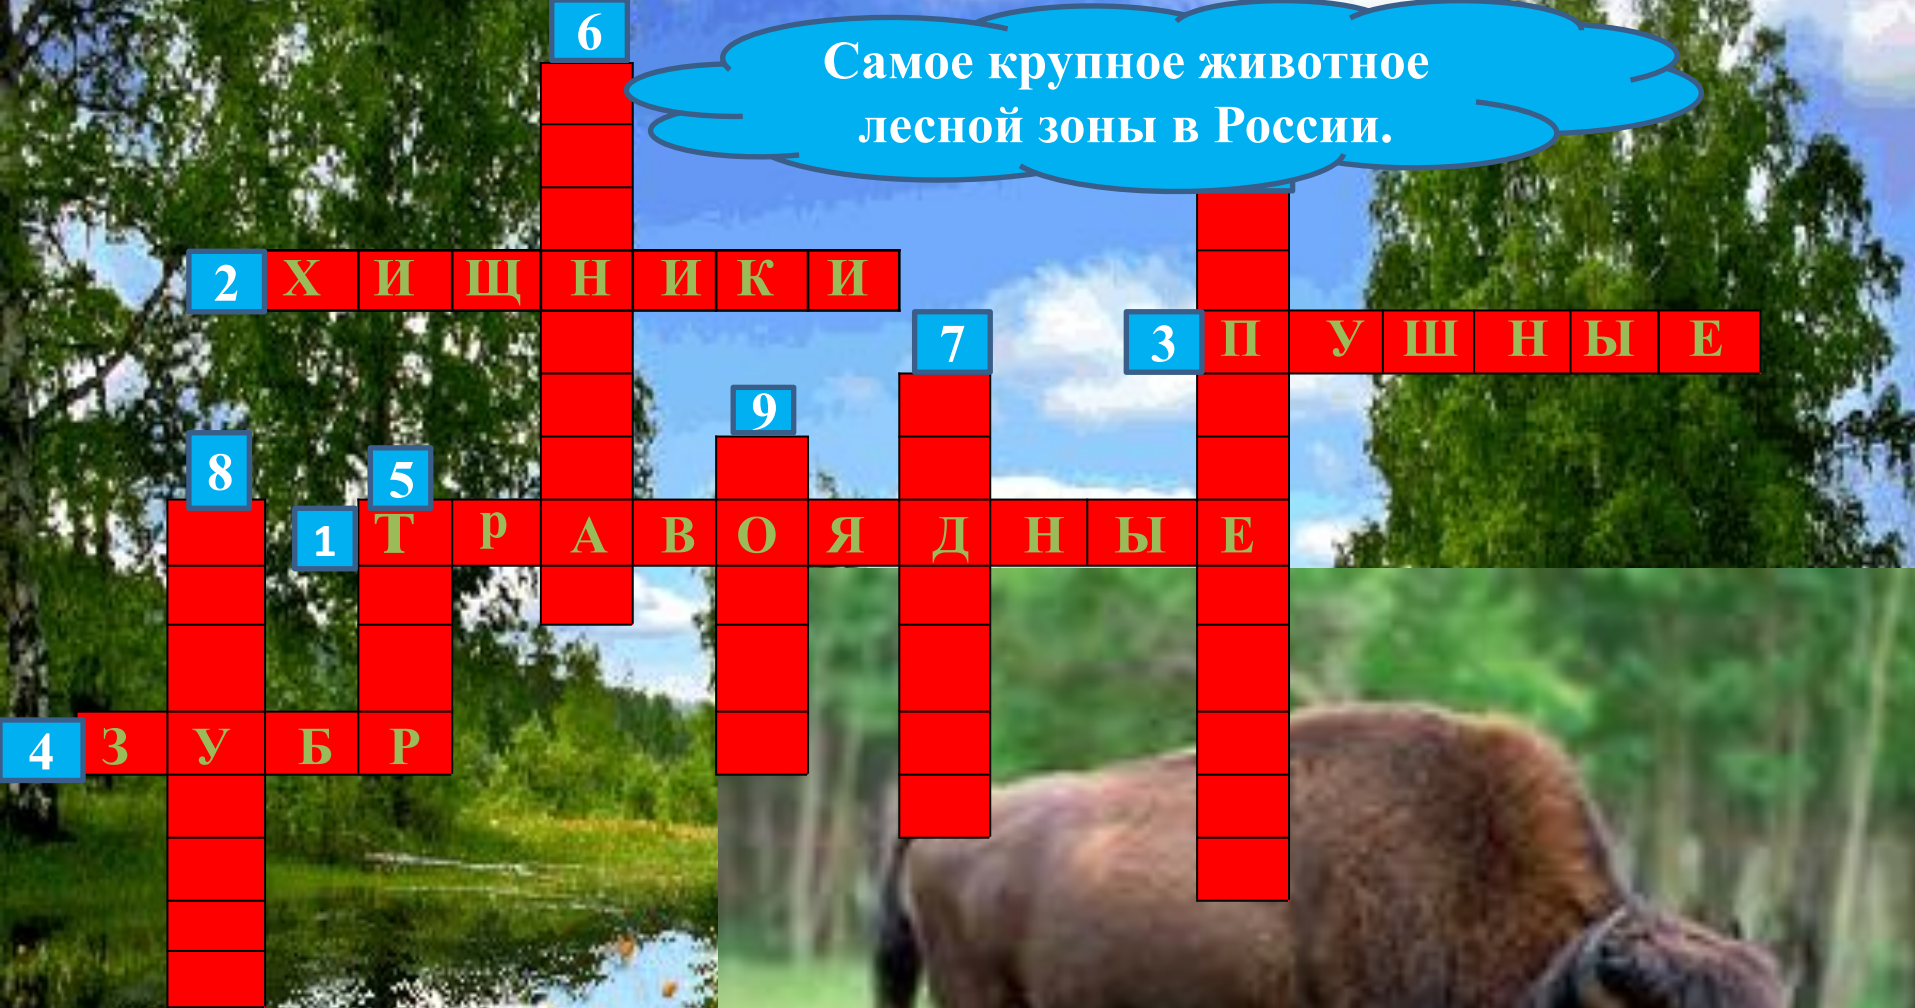 6
Самое крупное животное
лесной зоны в России.
2 Х И Щ Н И К И
7
3 П У Ш Н Ы Е
9
8
5
1 Т р А В О Я Д Н Ы Е
4 З У Б Р